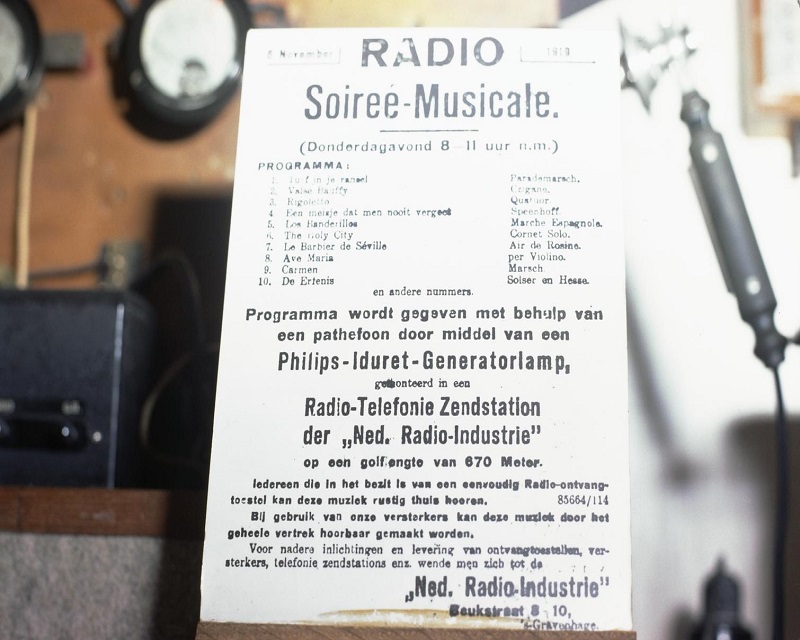 5 November RADIO 1919
Soireé-Musicale.
(Donderdagavond 8-11 uur n.m.)
PROGRAMMA:
1. Turf in je ransel Parademarsch.
2. Valse Czigane.
3. Rigoletto Quatuor
4. Een meisje dat men nooit vergeet Speenhoff.
5. Los Banderillos Marche Espagnole.
6. The Holy City Cornet Solo.
7. Le Barbier de Séville Air de Rosine.
8. Ave Maria per Violino.
9. Carmen Marsch
10. De Ertenis Solser en Hesse.
en andere nummers.
Programma wordt gegeven met behulp van
een pathefoon door middel van een
Philips-Iduret-Generatorlamp,
gemonteerd in een
Radio-Telefonie Zendstation
der „Ned. Radio-Industrie”
op een golflengte van 670 Meter.
Iedereen die in het bezit is van een eenvoudig Radio-ontvang-
toestel kan deze muziek rustig thuis hooren. 85664/114
Bij gebruik van onze versterkers kan deze muziek door het
geheele vertrek hoorbaar gemaakt worden.
Voor nadere inlichtingen en levering van ontvangtoestellen, ver-
sterkers, telefonie zendstations enz. wende men zich tot de
„Ned. Radio-Industrie”
Beukstraat 8-10,
's-Gravenhage.